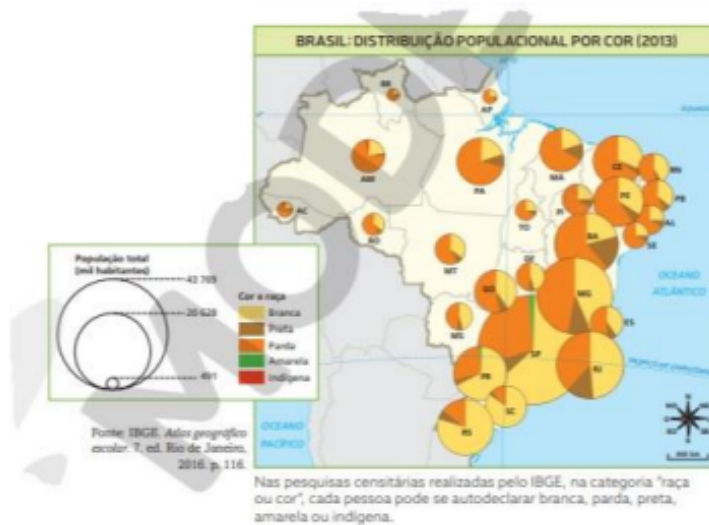 BRASIL: DISTRIBUIÇÃO POPULACIONAL POR COR (2013)
RR
AP
AM
PA
MA
CE
RN
PI
PE
PB
AL
SE
AC
RO
TO
BA
MT
DF
GO
MG
ES
MS
SP
RJ
PR
SC
RS
OCEANO
ATLÂNTICO
OCEANO
PACÍFICO
População total
(mil habitantes)
43 769
20 628
491
Cor e raça
Branca
Preta
Parda
Amarela
Indígena
Fonte: IBGE. Atlas geográfico
escolar. 7. ed. Rio de Janeiro,
2016. p. 116.
Nas pesquisas censitárias realizadas pelo IBGE, na categoria "raça
ou cor", cada pessoa pode se autodeclarar branca, parda, preta,
amarela ou indígena.